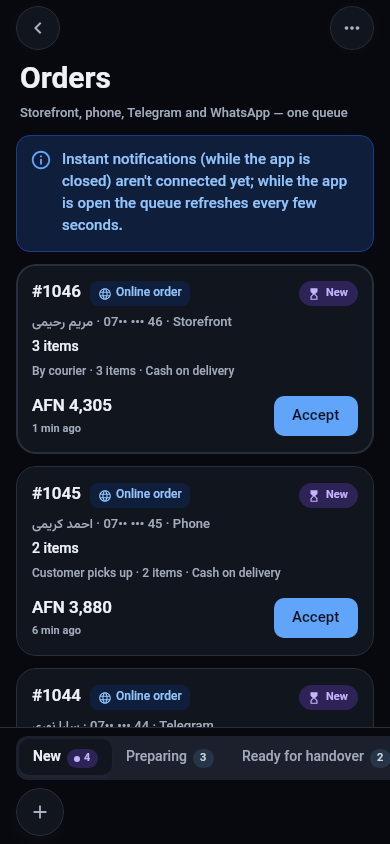 Orders
Storefront, phone, Telegram and WhatsApp — one queue
Instant notifications (while the app is
closed) aren't connected yet; while the app
is open the queue refreshes every few
seconds.
#1046 Online order New
مریم رحیمی · 07•• ••• 46 · Storefront
3 items
By courier · 3 items · Cash on delivery
AFN 4,305
1 min ago
Accept
#1045 Online order New
احمد کریمی · 07•• ••• 45 · Phone
2 items
Customer picks up · 2 items · Cash on delivery
AFN 3,880
6 min ago
Accept
#1044 Online order New
07•• ••• 44 · Telegram
New 4 Preparing 3 Ready for handover 2